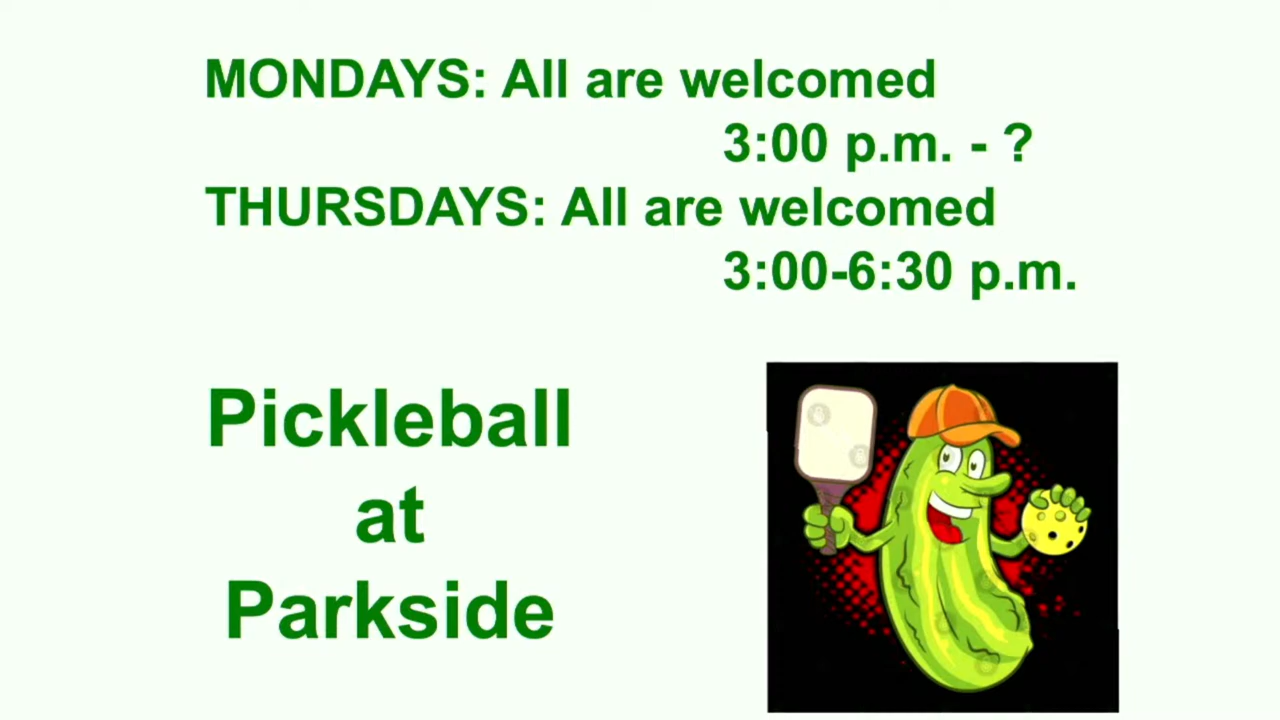 MONDAYS: All are welcomed
3:00 p.m. - ?
THURSDAYS: All are welcomed
3:00-6:30 p.m.
Pickleball
at
Parkside